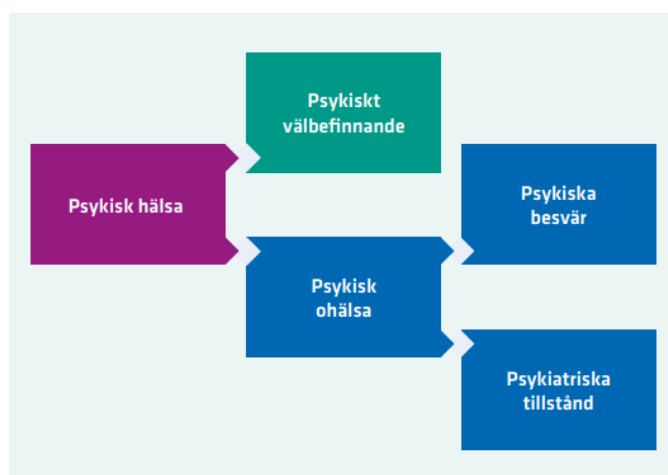 Psykiskt
välbefinnande
Psykisk hälsa
Psykiska
besvär
Psykisk
ohälsa
Psykiatriska
tillstånd